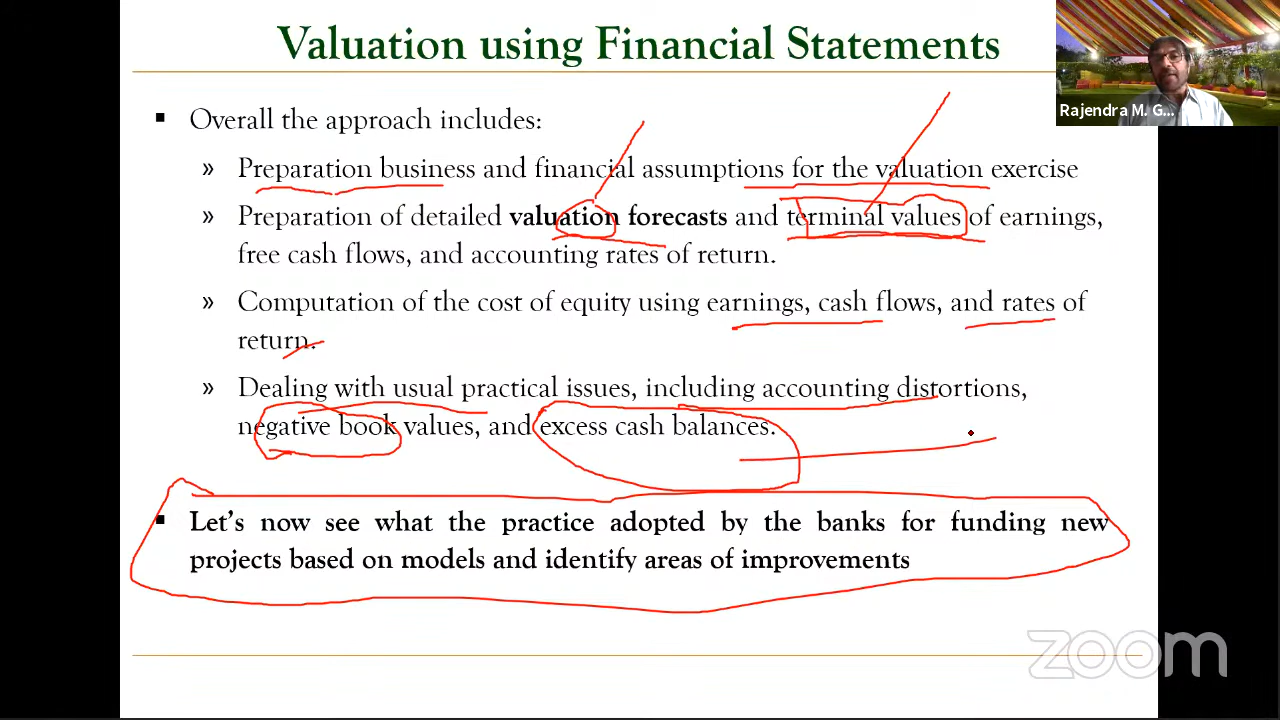 Valuation using Financial Statements
Rajendra M. G...
▪ Overall the approach includes:
» Preparation business and financial assumptions for the valuation exercise
» Preparation of detailed valuation forecasts and terminal values of earnings,
free cash flows, and accounting rates of return.
» Computation of the cost of equity using earnings, cash flows, and rates of
return.
» Dealing with usual practical issues, including accounting distortions,
negative book values, and excess cash balances.
▪ Let's now see what the practice adopted by the banks for funding new
projects based on models and identify areas of improvements
zoom